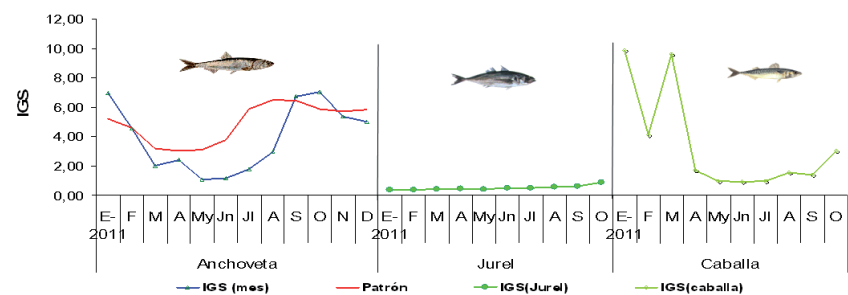 12,00
10,00
8,00
6,00
4,00
2,00
0,00
IGS
E-2011 F M A My Jn Jl A S O N D E-2011 F M A My Jn Jl A S O E-2011 F M A My Jn Jl A S O
Anchoveta Jurel Caballa
IGS (mes) Patrón IGS(Jurel) IGS(caballa)